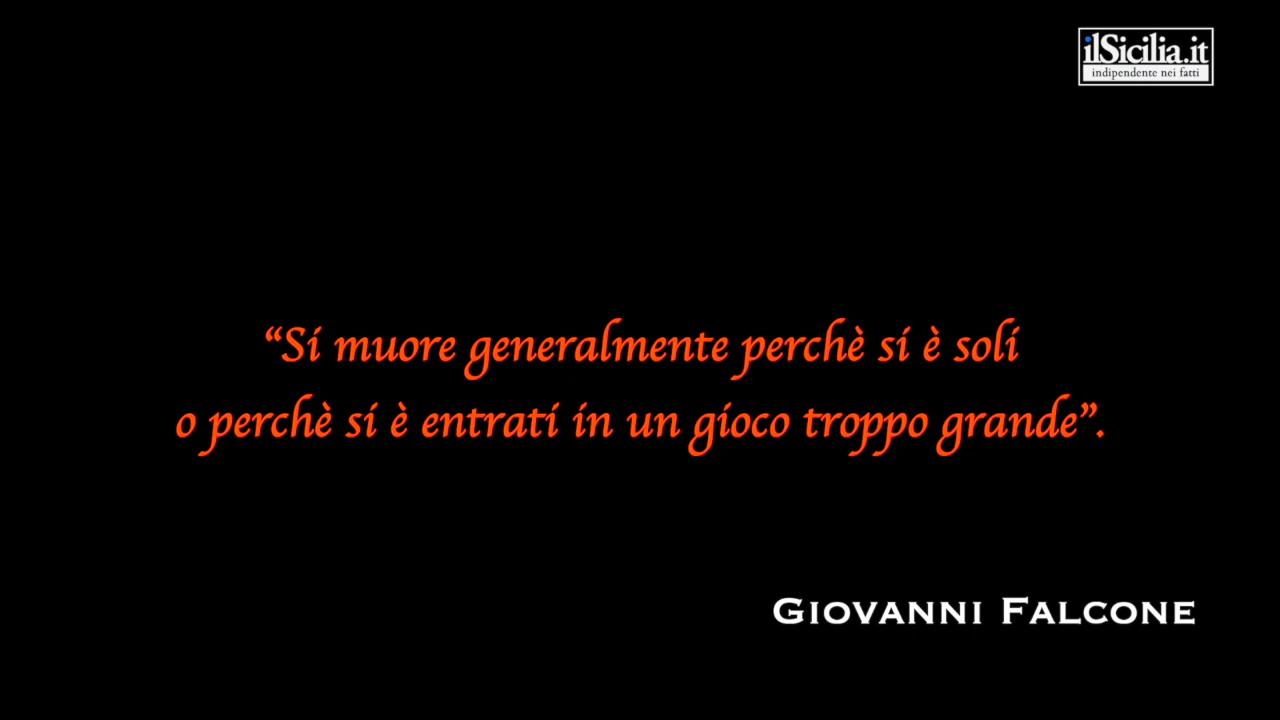 ilSicilia.it
indipendente nei fatti
“Si muore generalmente perchè si è soli
o perchè si è entrati in un gioco troppo grande”.
Giovanni Falcone